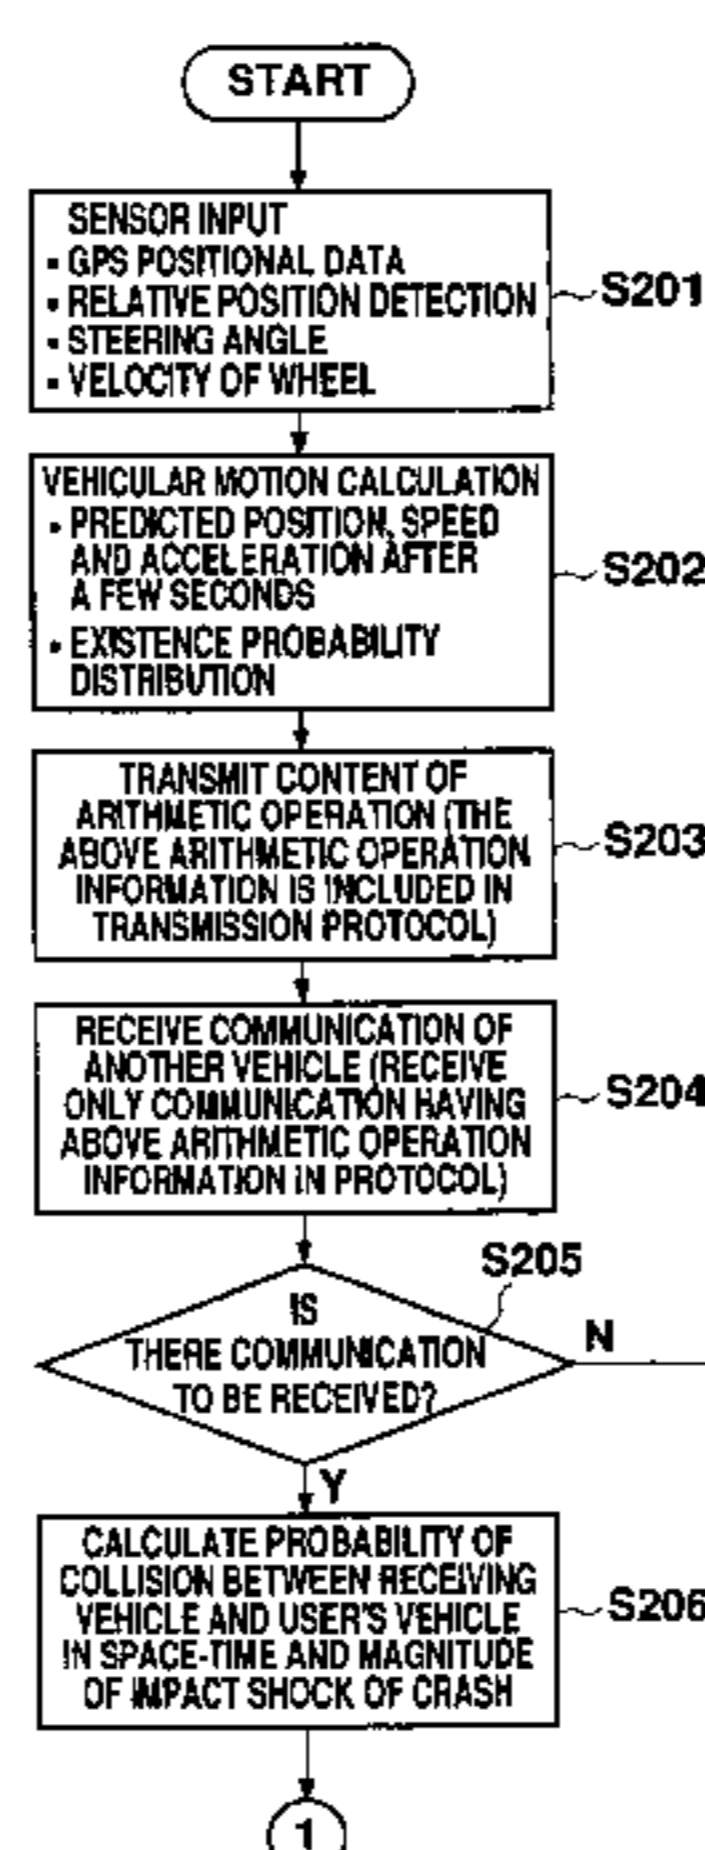 START
SENSOR INPUT
▪ GPS POSITIONAL DATA
▪ RELATIVE POSITION DETECTION
▪ STEERING ANGLE
▪ VELOCITY OF WHEEL
S201
VEHICULAR MOTION CALCULATION
• PREDICTED POSITION, SPEED
AND ACCELERATION AFTER
A FEW SECONDS
• EXISTENCE PROBABILITY
DISTRIBUTION
S202
TRANSMIT CONTENT OF
ARITHMETIC OPERATION (THE
ABOVE ARITHMETIC OPERATION
INFORMATION IS INCLUDED IN
TRANSMISSION PROTOCOL)
S203
RECEIVE COMMUNICATION OF
ANOTHER VEHICLE (RECEIVE
ONLY COMMUNICATION HAVING
ABOVE ARITHMETIC OPERATION
INFORMATION IN PROTOCOL)
S204
S205
IS
THERE COMMUNICATION
TO BE RECEIVED?
N
Y
CALCULATE PROBABILITY OF
COLLISION BETWEEN RECEIVING
VEHICLE AND USER'S VEHICLE
IN SPACE-TIME AND MAGNITUDE
OF IMPACT SHOCK OF CRASH
S206
1